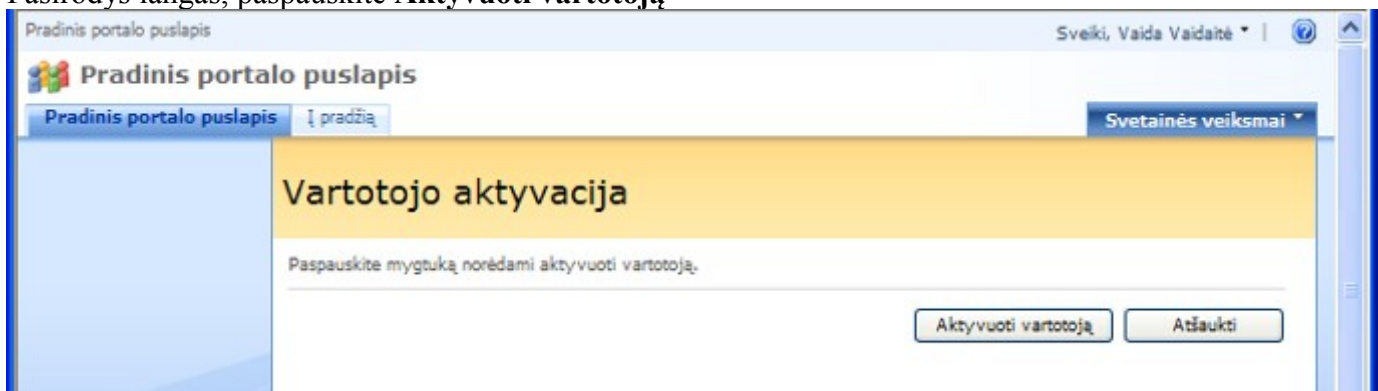 Pasirodys langas, paspauskite Aktyvuoti vartotoją
Pradinis portalo puslapis Sveiki, Vaida Vaidaitė
Pradinis portalo puslapis
Pradinis portalo puslapis Į pradžią Svetainės veiksmai
Vartotojo aktyvacija
Paspauskite mygtuką norėdami aktyvuoti vartotoją.
Aktyvuoti vartotoją Atšaukti